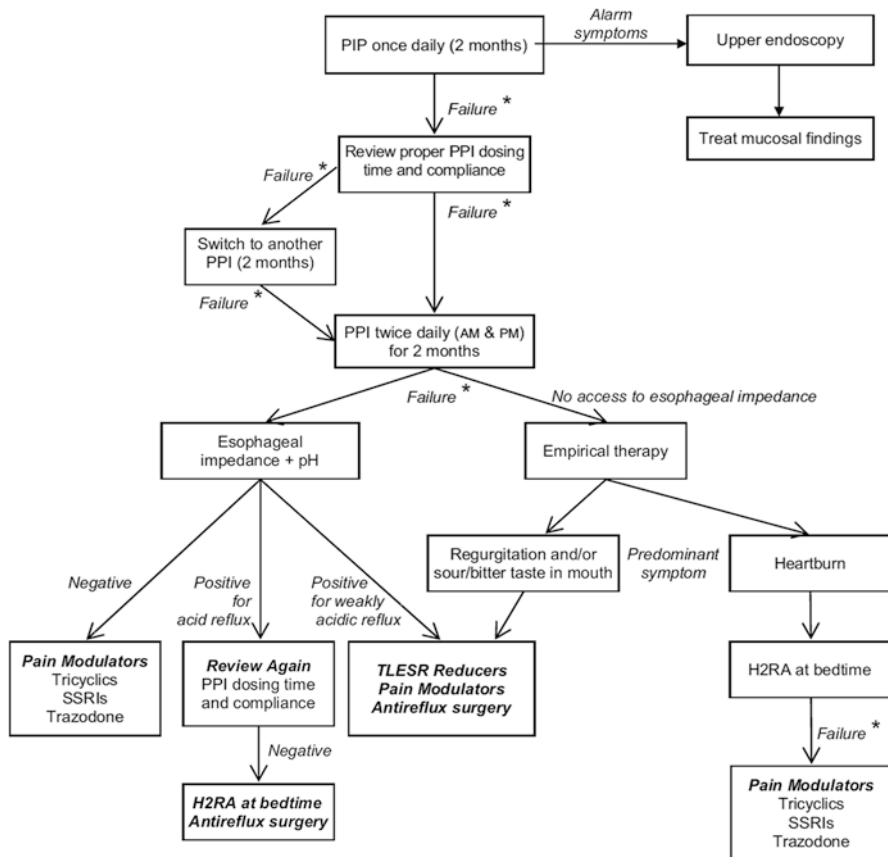 PIP once daily (2 months)
Alarm
symptoms
Upper endoscopy
Failure *
Treat mucosal findings
Review proper PPI dosing
time and compliance
Failure *
Failure *
Switch to another
PPI (2 months)
Failure *
PPI twice daily (AM & PM)
for 2 months
Failure *
No access to esophageal impedance
Esophageal
impedance + pH
Empirical therapy
Negative
Positive
for
acid reflux
Positive
for weakly
acidic reflux
Regurgitation and/or
sour/bitter taste in mouth
Predominant
symptom
Heartburn
Pain Modulators
Tricyclics
SSRIs
Trazodone
Review Again
PPI dosing time
and compliance
TLESR Reducers
Pain Modulators
Antireflux surgery
H2RA at bedtime
Negative
Failure *
H2RA at bedtime
Antireflux surgery
Pain Modulators
Tricyclics
SSRIs
Trazodone